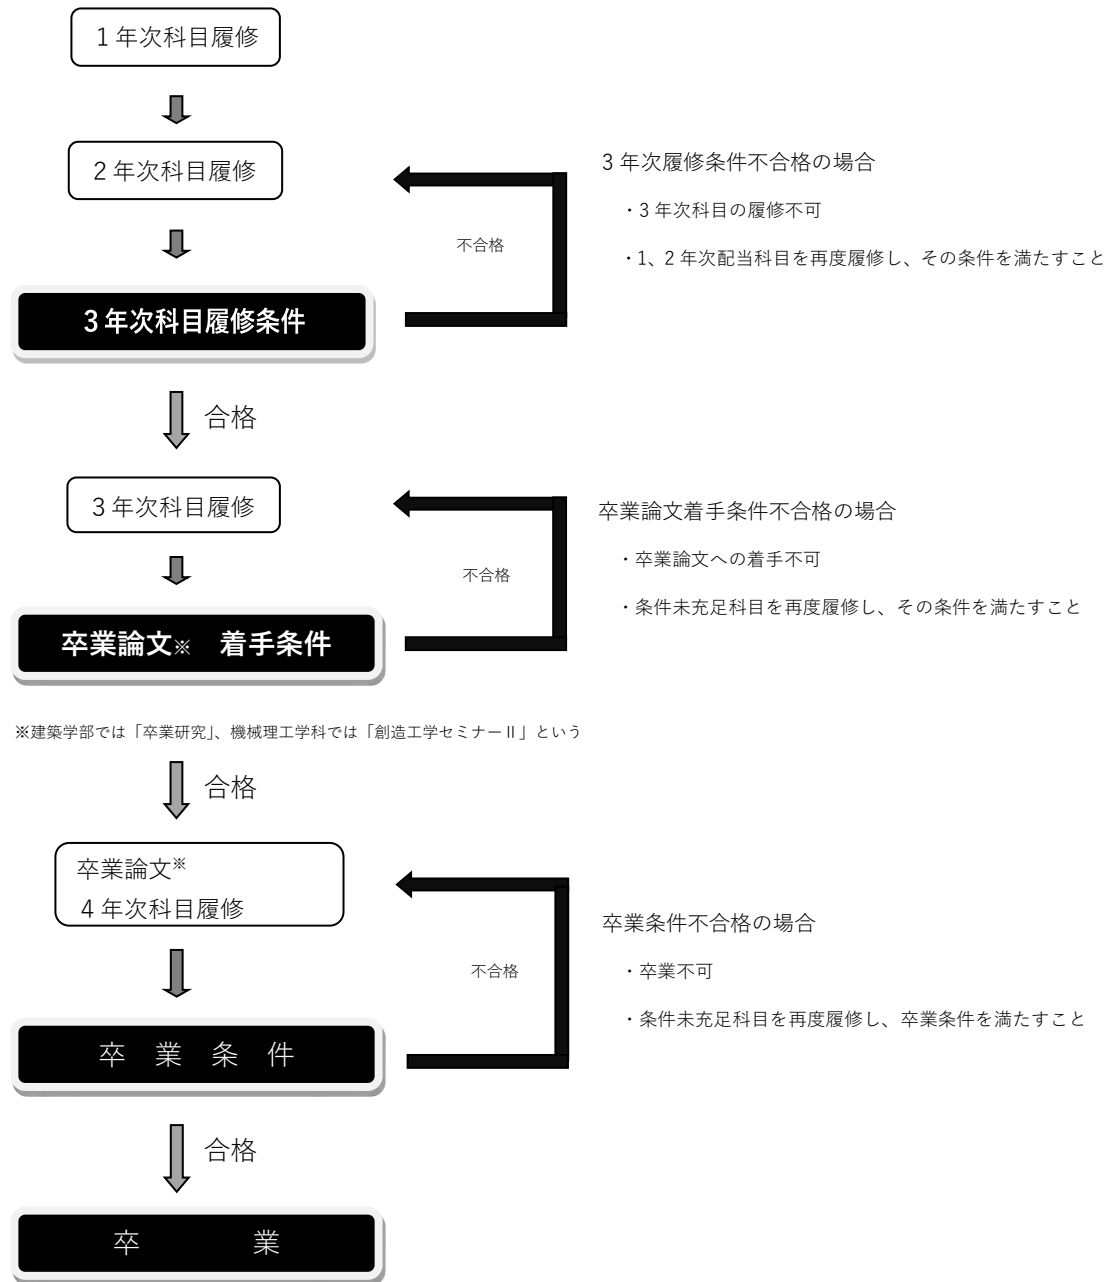 1年次科目履修
2年次科目履修
3年次履修条件不合格の場合
・3年次科目の履修不可
不合格
・1、2年次配当科目を再度履修し、その条件を満たすこと
3年次科目履修条件
合格
3年次科目履修
卒業論文着手条件不合格の場合
・卒業論文への着手不可
不合格
・条件未充足科目を再度履修し、その条件を満たすこと
卒業論文※　着手条件
※建築学部では「卒業研究」、機械理工学科では「創造工学セミナーⅡ」という
合格
卒業論文※
4年次科目履修
卒業条件不合格の場合
・卒業不可
不合格
・条件未充足科目を再度履修し、卒業条件を満たすこと
卒　業　条　件
合格
卒　　　　業